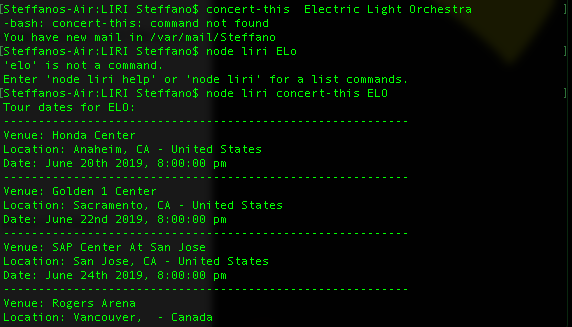 [Steffanos-Air:LIRI Steffano$ concert-this  Electric Light Orchestra ]
-bash: concert-this: command not found
You have new mail in /var/mail/Steffano
[Steffanos-Air:LIRI Steffano$ node liri ELo ]
'elo' is not a command.
Enter 'node liri help' or 'node liri' for a list commands.
[Steffanos-Air:LIRI Steffano$ node liri concert-this ELO ]
Tour dates for ELO:
----------------------------------------------------------
Venue: Honda Center
Location: Anaheim, CA - United States
Date: June 20th 2019, 8:00:00 pm
----------------------------------------------------------
Venue: Golden 1 Center
Location: Sacramento, CA - United States
Date: June 22nd 2019, 8:00:00 pm
----------------------------------------------------------
Venue: SAP Center At San Jose
Location: San Jose, CA - United States
Date: June 24th 2019, 8:00:00 pm
----------------------------------------------------------
Venue: Rogers Arena
Location: Vancouver,  - Canada